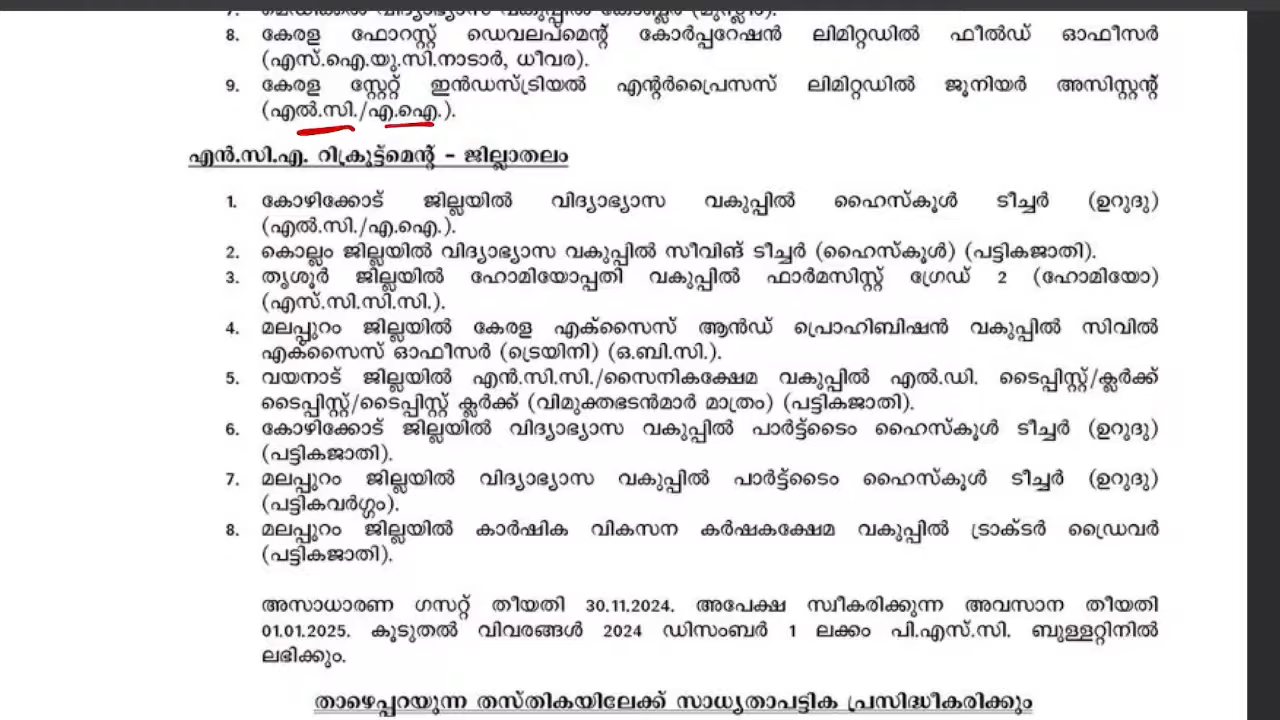 7. മെഡിക്കൽ വിദ്യാഭ്യാസ വകുപ്പിൽ കോബ്ലർ (മുസ്ലിം).
8. കേരള ഫോറസ്റ്റ് ഡെവലപ്മെന്റ് കോർപ്പറേഷൻ ലിമിറ്റഡിൽ ഫീൽഡ് ഓഫീസർ
(എസ്.ഐ.യു.സി.നാടാർ, ധീവര).
9. കേരള സ്റ്റേറ്റ് ഇൻഡസ്ട്രിയൽ എന്റർപ്രൈസസ് ലിമിറ്റഡിൽ ജൂനിയർ അസിസ്റ്റന്റ്
(എൽ.സി./എ.ഐ.).
എൻ.സി.എ. റിക്രൂട്ട്മെന്റ് – ജില്ലാതലം
1. കോഴിക്കോട് ജില്ലയിൽ വിദ്യാഭ്യാസ വകുപ്പിൽ ഹൈസ്കൂൾ ടീച്ചർ (ഉറുദു)
(എൽ.സി./എ.ഐ.).
2. കൊല്ലം ജില്ലയിൽ വിദ്യാഭ്യാസ വകുപ്പിൽ സീവിങ് ടീച്ചർ (ഹൈസ്കൂൾ) (പട്ടികജാതി).
3. തൃശൂർ ജില്ലയിൽ ഹോമിയോപ്പതി വകുപ്പിൽ ഫാർമസിസ്റ്റ് ഗ്രേഡ് 2 (ഹോമിയോ)
(എസ്.സി.സി.സി.).
4. മലപ്പുറം ജില്ലയിൽ കേരള എക്സൈസ് ആൻഡ് പ്രൊഹിബിഷൻ വകുപ്പിൽ സിവിൽ
എക്സൈസ് ഓഫീസർ (ട്രെയിനി) (ഒ.ബി.സി.).
5. വയനാട് ജില്ലയിൽ എൻ.സി.സി./സൈനികക്ഷേമ വകുപ്പിൽ എൽ.ഡി. ടൈപ്പിസ്റ്റ്/ക്ലർക്ക്
ടൈപ്പിസ്റ്റ്/ടൈപ്പിസ്റ്റ് ക്ലർക്ക് (വിമുക്തഭടൻമാർ മാത്രം) (പട്ടികജാതി).
6. കോഴിക്കോട് ജില്ലയിൽ വിദ്യാഭ്യാസ വകുപ്പിൽ പാർട്ട്ടൈം ഹൈസ്കൂൾ ടീച്ചർ (ഉറുദു)
(പട്ടികജാതി).
7. മലപ്പുറം ജില്ലയിൽ വിദ്യാഭ്യാസ വകുപ്പിൽ പാർട്ട്ടൈം ഹൈസ്കൂൾ ടീച്ചർ (ഉറുദു)
(പട്ടികവർഗ്ഗം).
8. മലപ്പുറം ജില്ലയിൽ കാർഷിക വികസന കർഷകക്ഷേമ വകുപ്പിൽ ട്രാക്ടർ ഡ്രൈവർ
(പട്ടികജാതി).
അസാധാരണ ഗസറ്റ് തീയതി 30.11.2024. അപേക്ഷ സ്വീകരിക്കുന്ന അവസാന തീയതി
01.01.2025. കൂടുതൽ വിവരങ്ങൾ 2024 ഡിസംബർ 1 ലക്കം പി.എസ്.സി. ബുള്ളറ്റിനിൽ
ലഭിക്കും.
താഴെപ്പറയുന്ന തസ്തികയിലേക്ക് സാധ്യതാപട്ടിക പ്രസിദ്ധീകരിക്കും